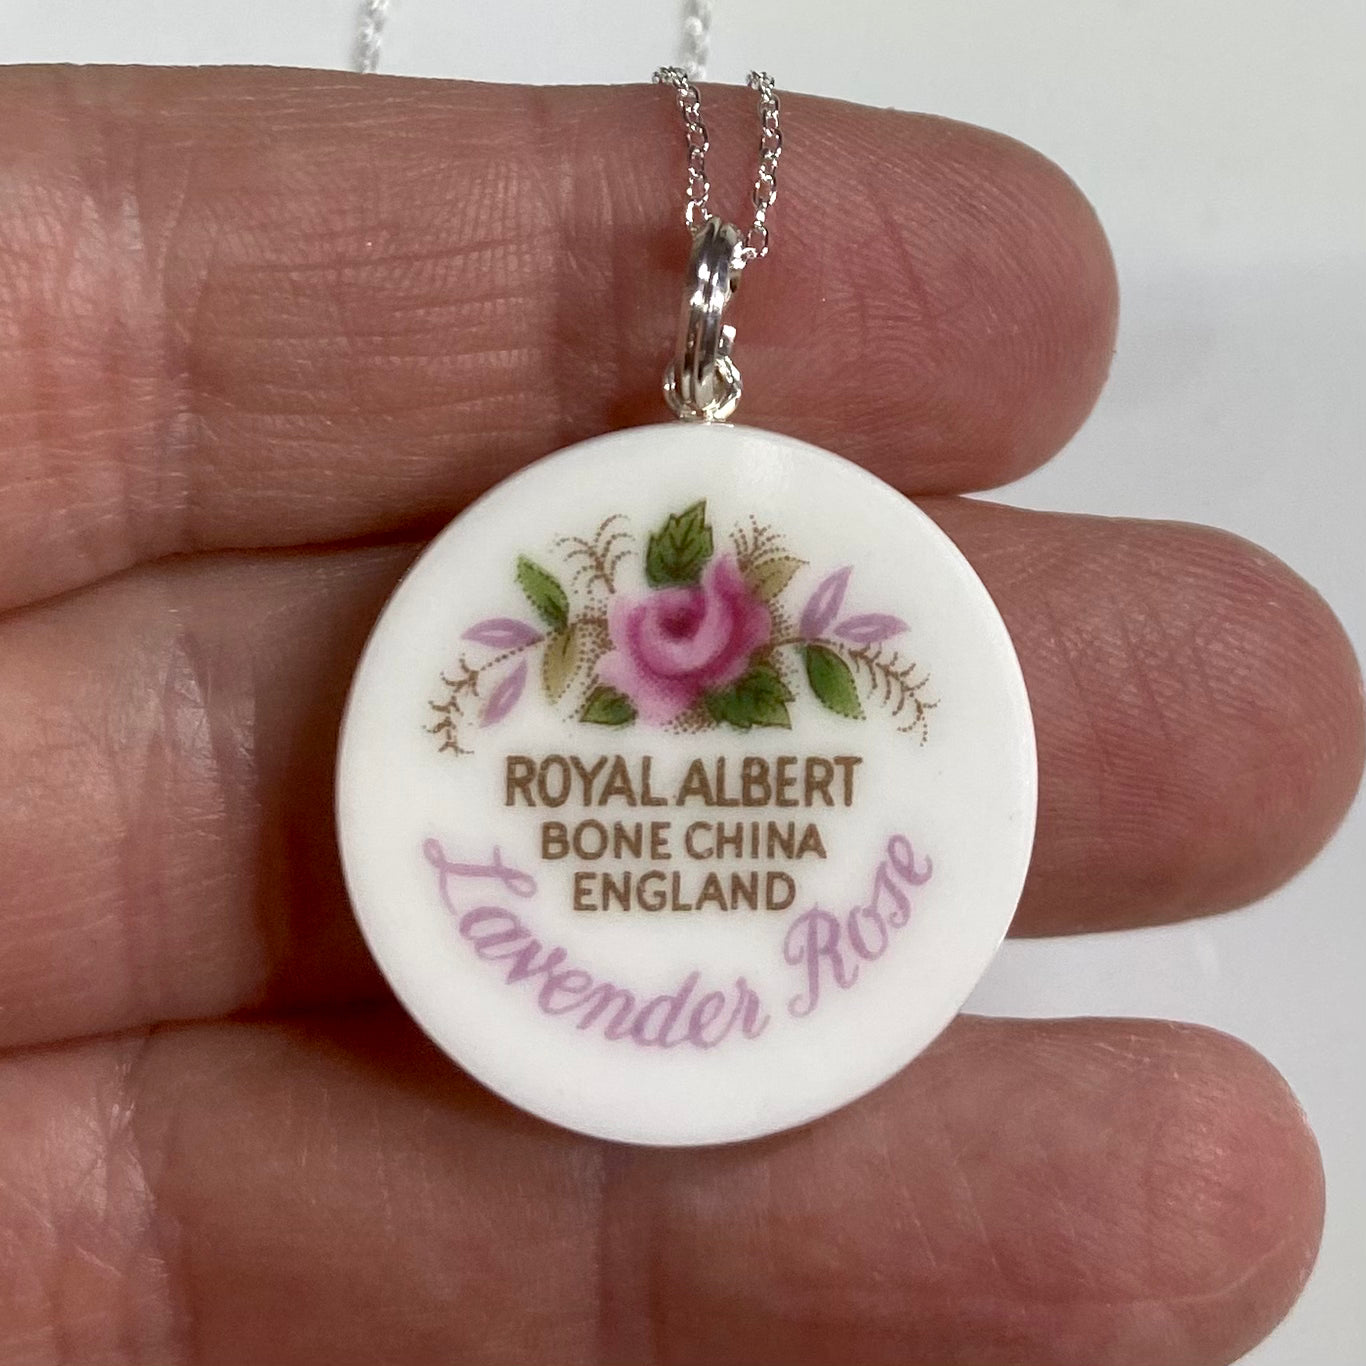 ROYAL ALBERT
BONE CHINA
ENGLAND
Lavender Rose